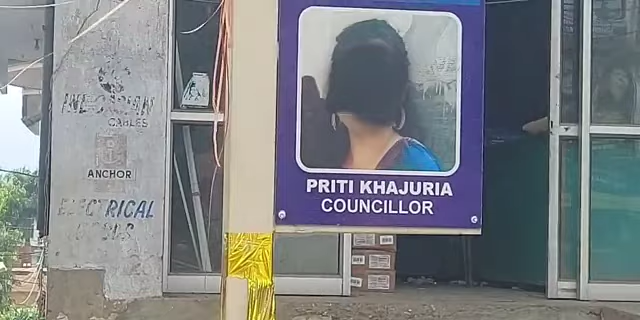 CABLES
ANCHOR
ELECTRICAL
PRITI KHAJURIA
COUNCILLOR